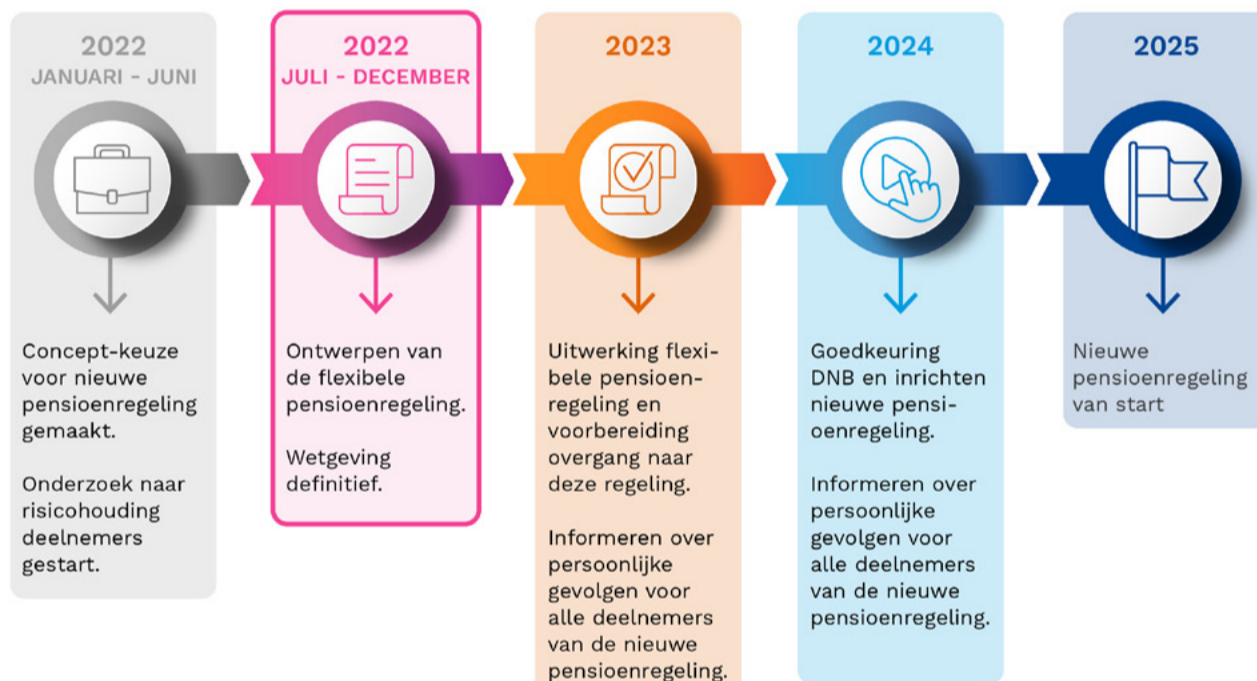 2022
JANUARI - JUNI
Concept-keuze
voor nieuwe
pensioenregeling
gemaakt.
Onderzoek naar
risicohouding
deelnemers
gestart.
2022
JULI - DECEMBER
Ontwerpen van
de flexibele
pensioenregeling.
Wetgeving
definitief.
2023
Uitwerking flexi-
bele pensioen-
regeling en
voorbereiding
overgang naar
deze regeling.
Informeren over
persoonlijke
gevolgen voor
alle deelnemers
van de nieuwe
pensioenregeling.
2024
Goedkeuring
DNB en inrichten
nieuwe pensi-
oenregeling.
Informeren over
persoonlijke
gevolgen voor
alle deelnemers
van de nieuwe
pensioenregeling.
2025
Nieuwe
pensioenregeling
van start